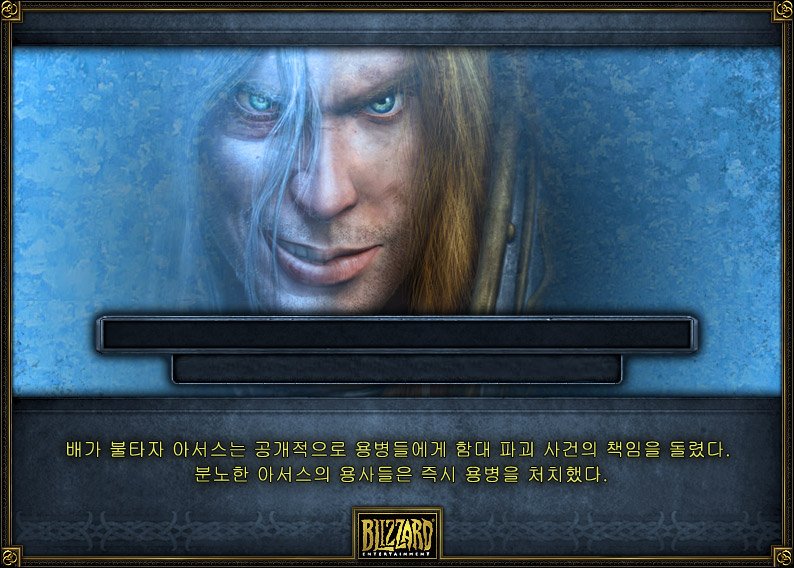 배가 불타자 아서스는 공개적으로 용병들에게 함대 파괴 사건의 책임을 돌렸다.
분노한 아서스의 용사들은 즉시 용병을 처치했다.
BLIZZARD
ENTERTAINMENT